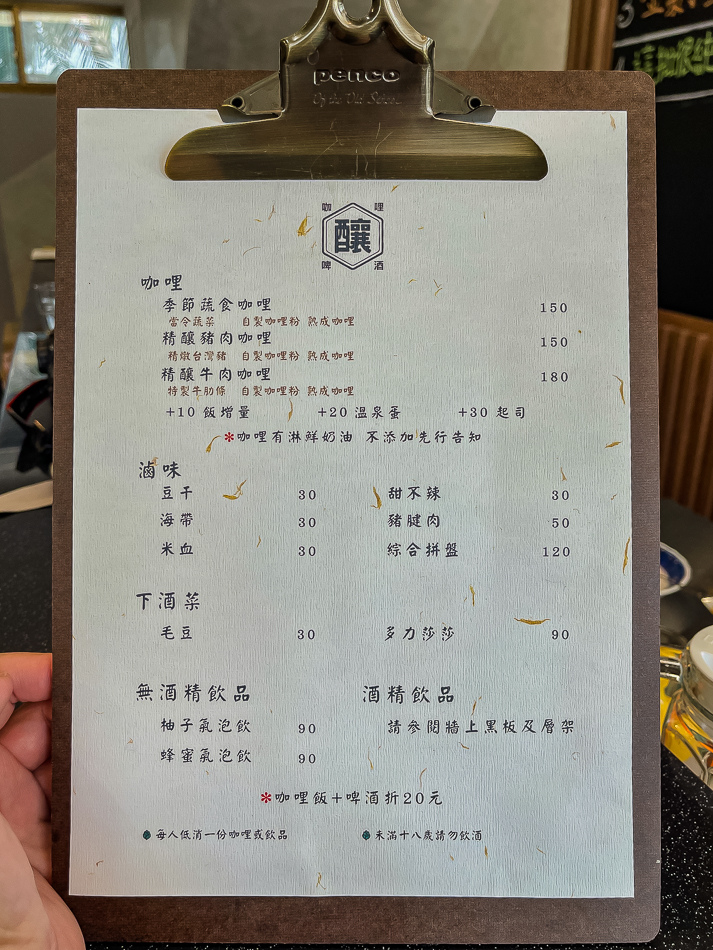 penco
咖 哩
釀
啤 酒
咖哩
季節蔬食咖哩 150
當令蔬菜 自製咖哩粉 熟成咖哩
精釀豬肉咖哩 150
精燉台灣豬 自製咖哩粉 熟成咖哩
精釀牛肉咖哩 180
特製牛肋條 自製咖哩粉 熟成咖哩
+10 飯增量 +20 溫泉蛋 +30 起司
*咖哩有淋鮮奶油 不添加先行告知
滷味
豆干 30 甜不辣 30
海帶 30 豬腱肉 50
米血 30 綜合拼盤 120
下酒菜
毛豆 30 多力莎莎 90
無酒精飲品 酒精飲品
柚子氣泡飲 90 請參閱牆上黑板及層架
蜂蜜氣泡飲 90
*咖哩飯+啤酒折20元
每人低消一份咖哩或飲品 未滿十八歲請勿飲酒